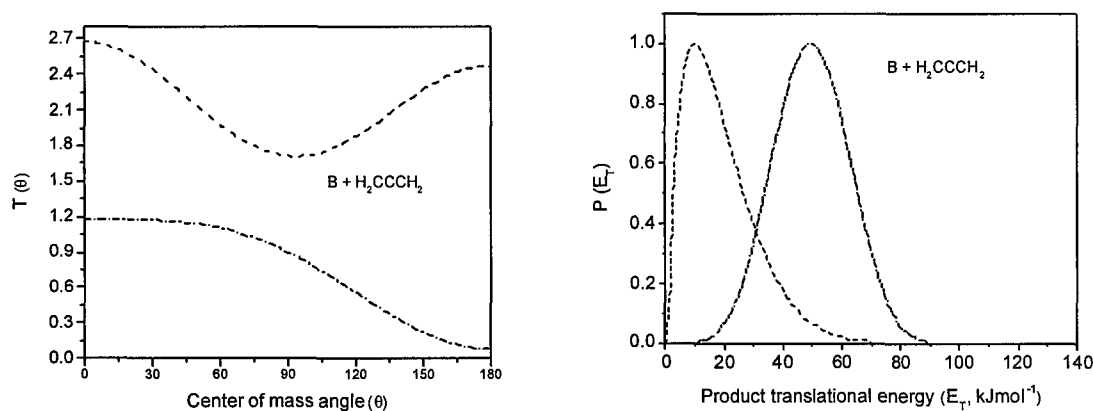 2.7
2.4
2.1
1.8
1.5
1.2
0.9
0.6
0.3
0.0
T (θ)
B + H₂CCCH₂
0 30 60 90 120 150 180
Center of mass angle (θ)
1.0
0.8
0.6
0.4
0.2
0.0
P (E_T)
B + H₂CCCH₂
0 20 40 60 80 100 120 140
Product translational energy (E_T, kJmol⁻¹)